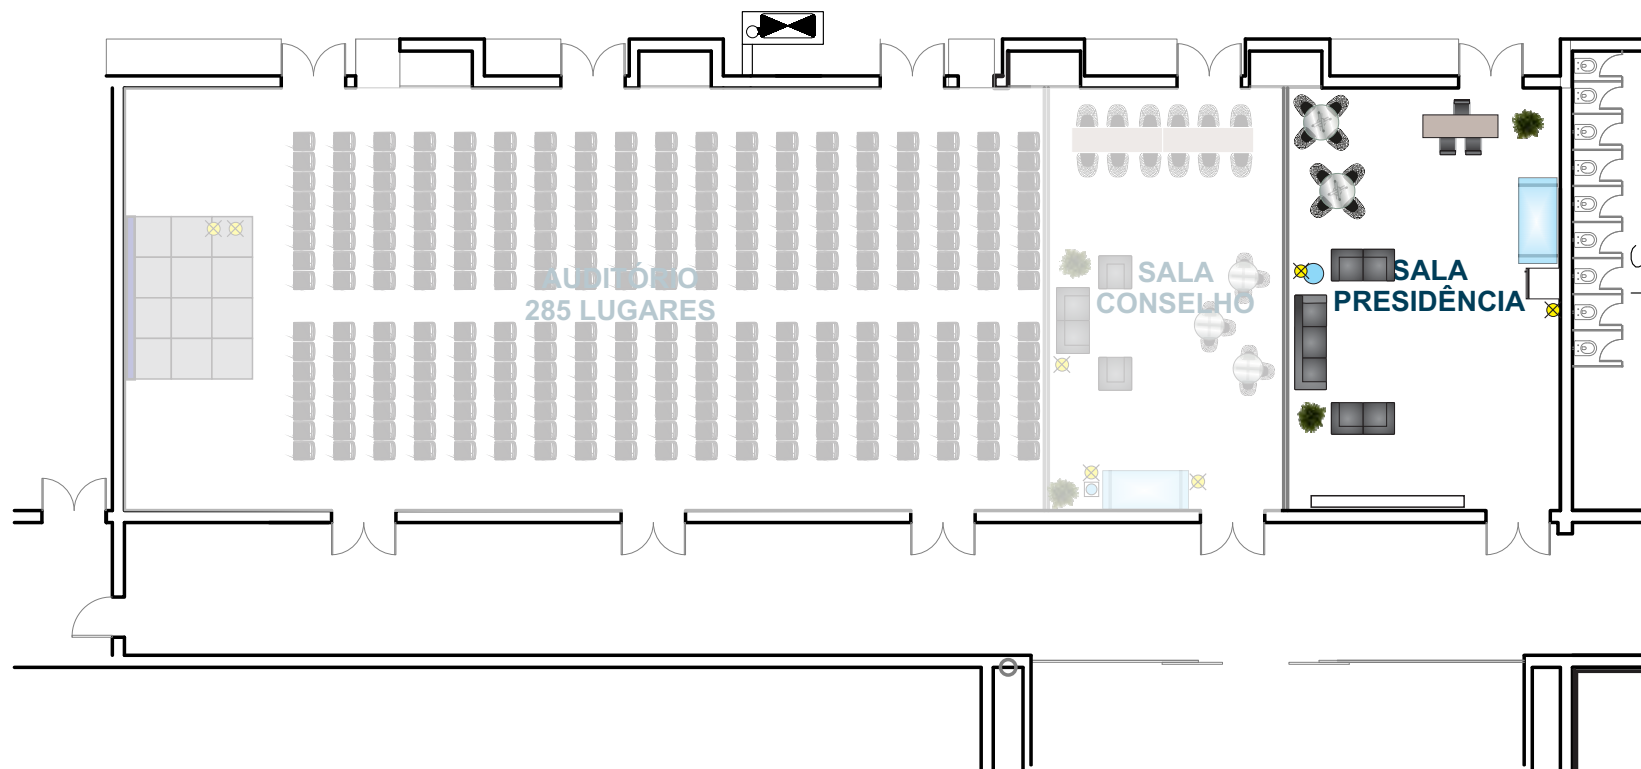 AUDITÓRIO
285 LUGARES
SALA
CONSELHO
SALA
PRESIDÊNCIA